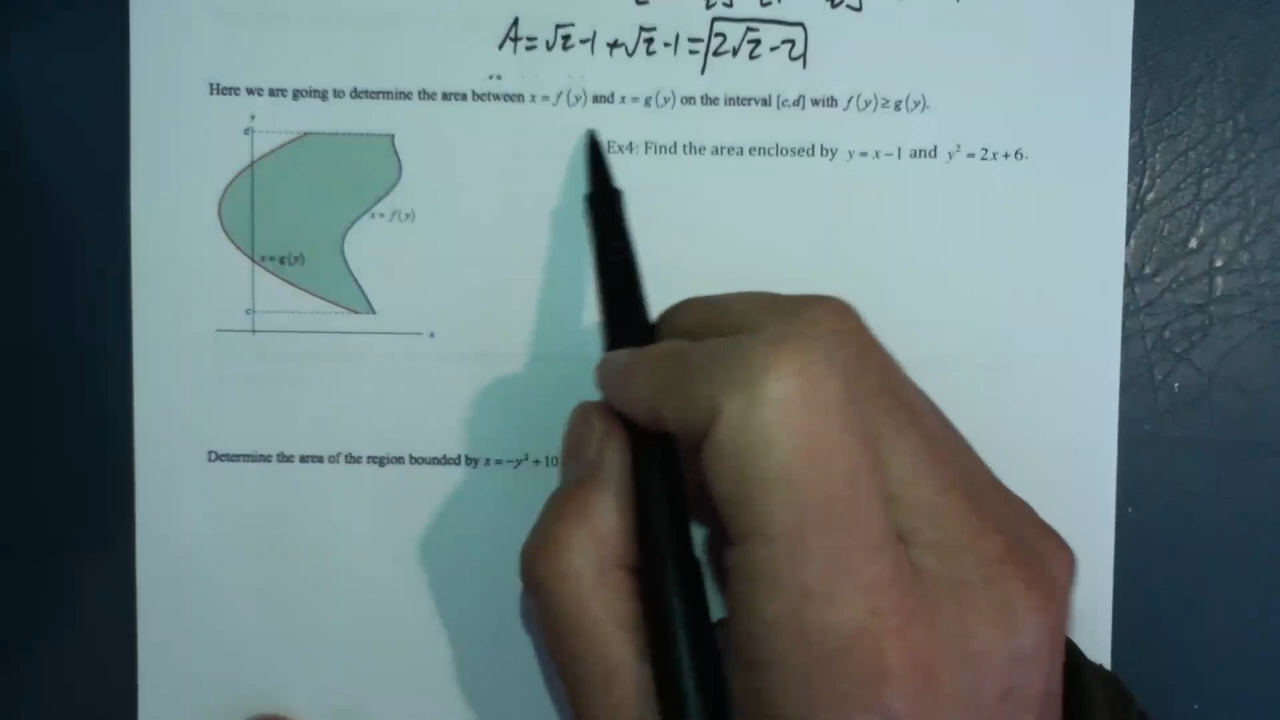 A=√2-1+√2-1=2√2-2
Here we are going to determine the area between x = f(y) and x = g(y) on the interval [c,d] with f(y) ≥ g(y).
y
d
Ex4: Find the area enclosed by y = x − 1 and y² = 2x + 6.
x = f(y)
x = g(y)
c
x
Determine the area of the region bounded by x = −y² + 10